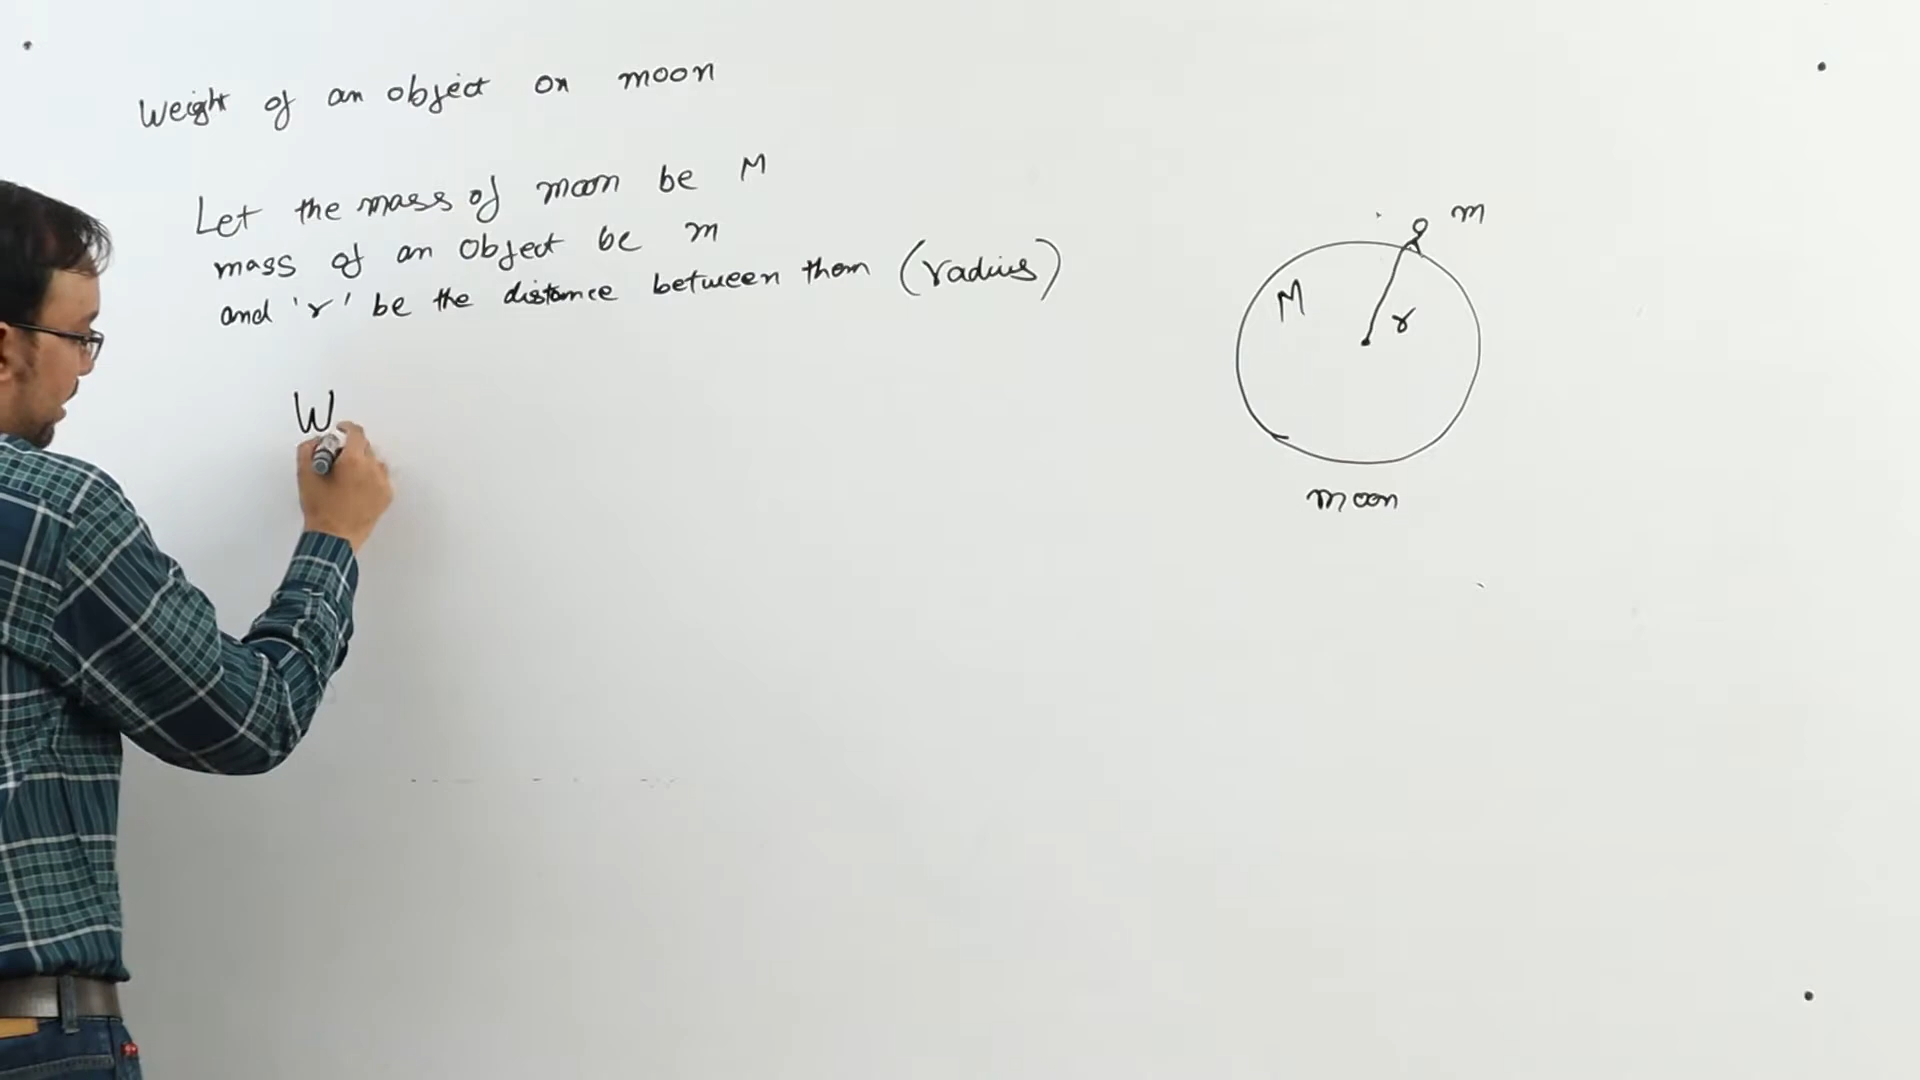 Weight of an object on moon
Let the mass of moon be M
mass of an object be m
and 'r' be the distance between them (radius)
W
m
M
r
moon